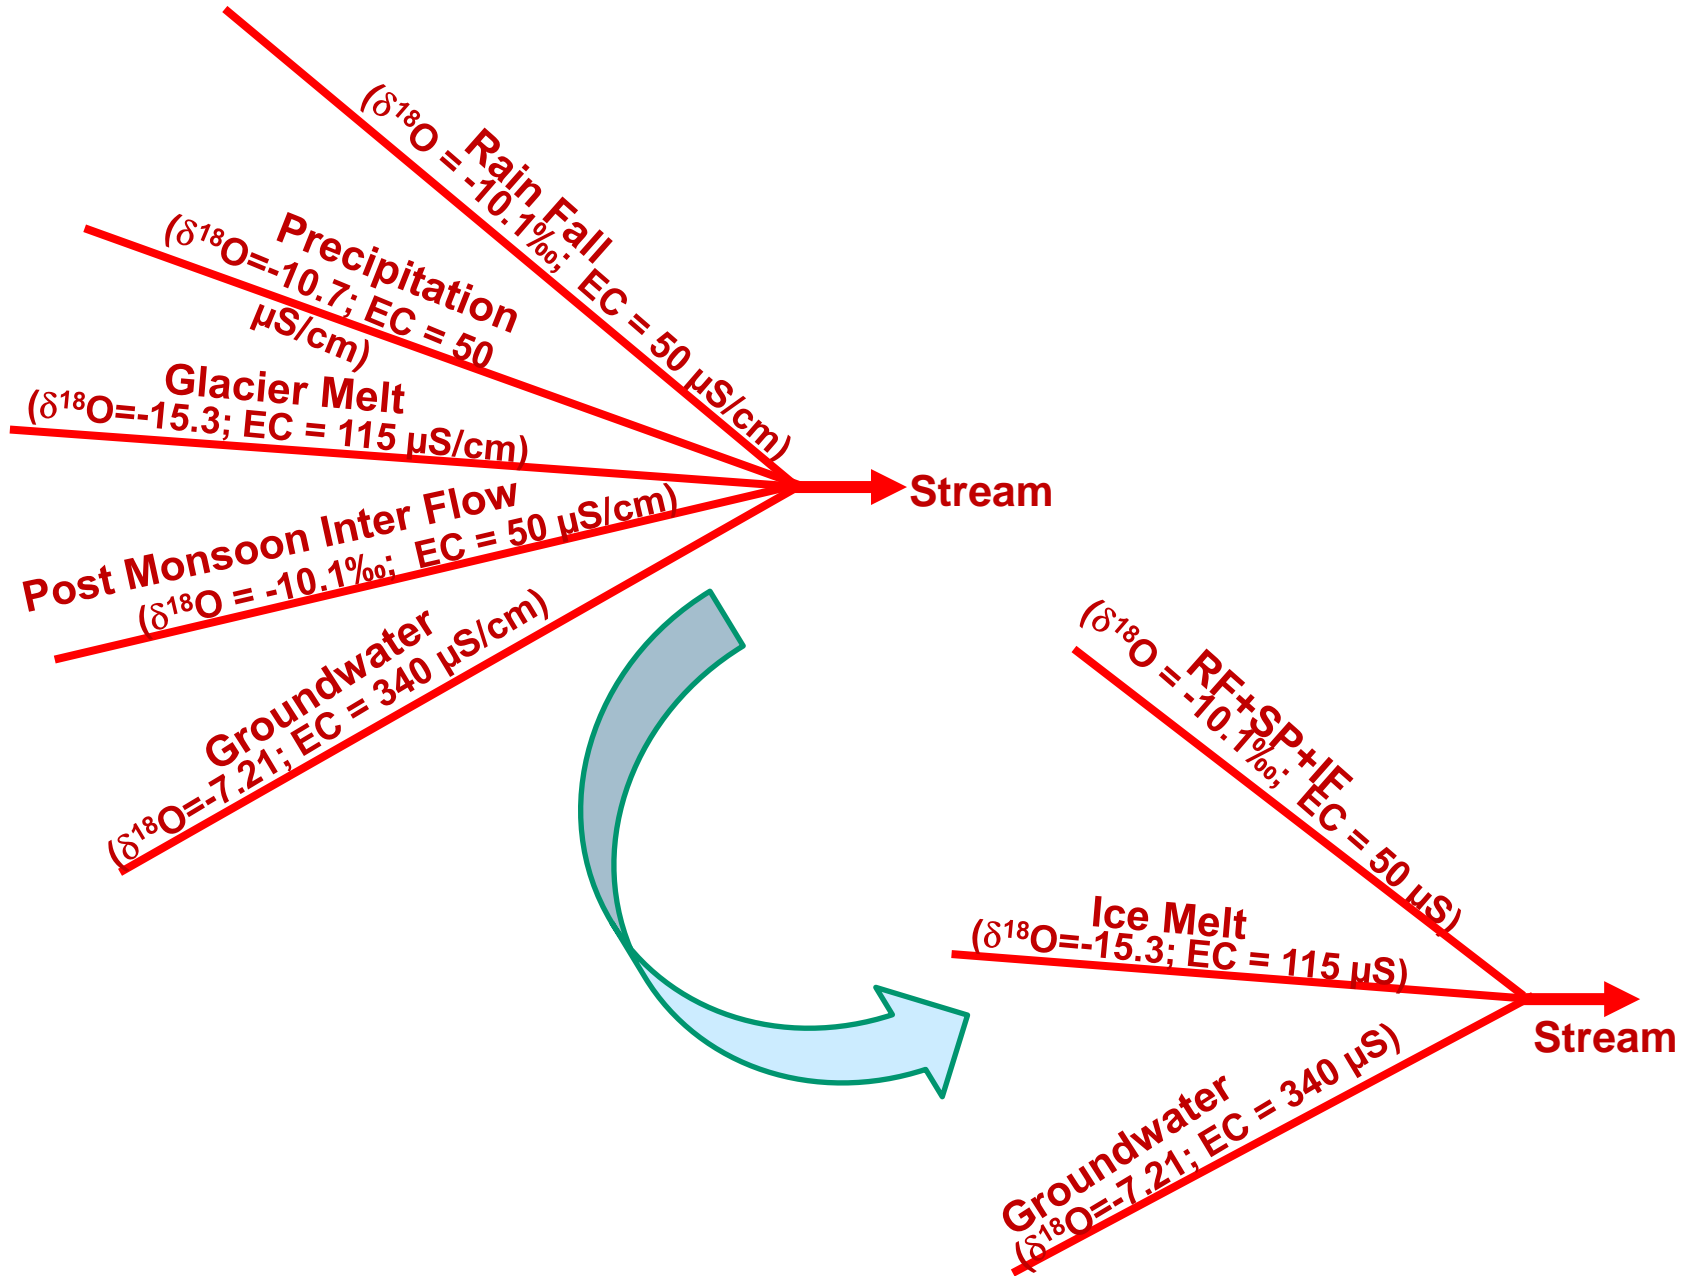 Rain Fall
(δ¹⁸O = -10.1‰; EC = 50 µS/cm)
Precipitation
(δ¹⁸O=-10.7; EC = 50
µS/cm)
Glacier Melt
(δ¹⁸O=-15.3; EC = 115 µS/cm)
Post Monsoon Inter Flow
(δ¹⁸O = -10.1‰; EC = 50 µS/cm)
Groundwater
(δ¹⁸O=-7.21; EC = 340 µS/cm)
Stream
RF+SP+IF
(δ¹⁸O = -10.1‰; EC = 50 µS)
Ice Melt
(δ¹⁸O=-15.3; EC = 115 µS)
Groundwater
(δ¹⁸O=-7.21; EC = 340 µS)
Stream